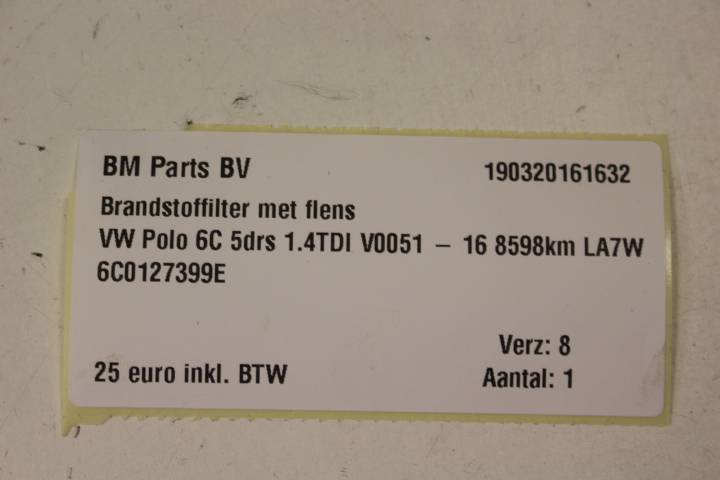 BM Parts BV 190320161632
Brandstoffilter met flens
VW Polo 6C 5drs 1.4TDI V0051 – 16 8598km LA7W
6C0127399E
Verz: 8
25 euro inkl. BTW Aantal: 1